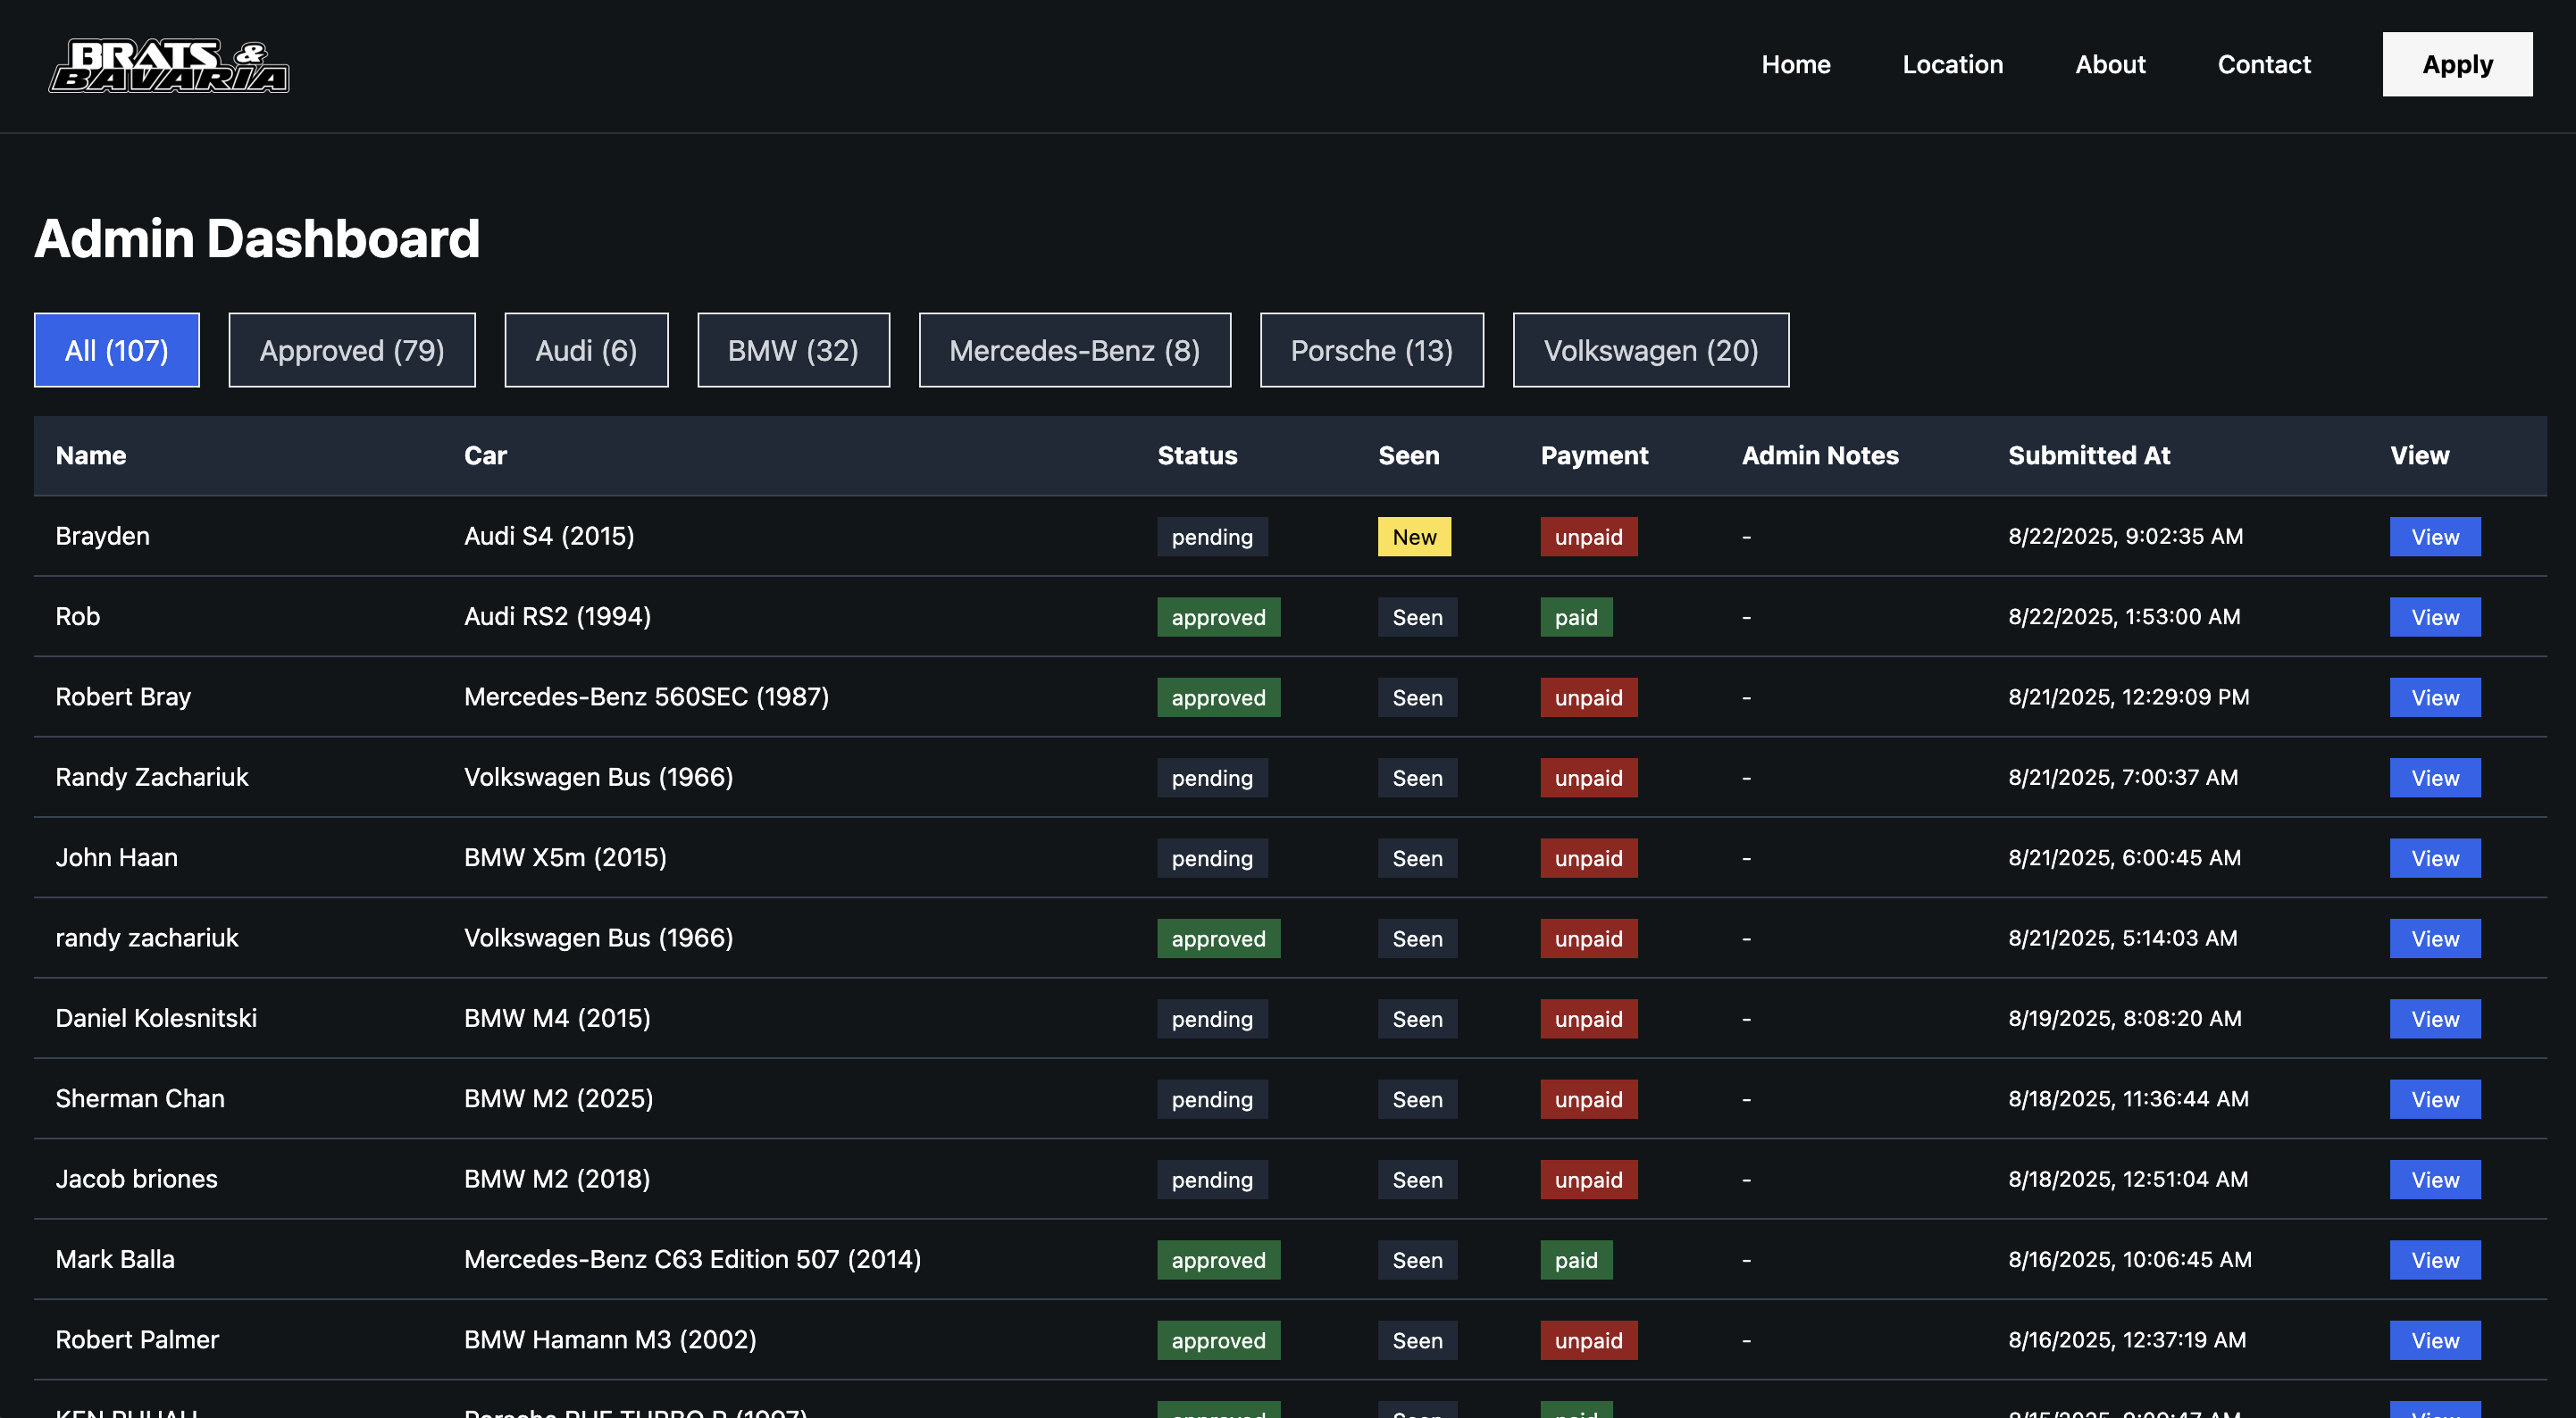 BRATS &
BAVARIA
Home Location About Contact Apply
Admin Dashboard
All (107) Approved (79) Audi (6) BMW (32) Mercedes-Benz (8) Porsche (13) Volkswagen (20)
Name Car Status Seen Payment Admin Notes Submitted At View
Brayden Audi S4 (2015) pending New unpaid - 8/22/2025, 9:02:35 AM View
Rob Audi RS2 (1994) approved Seen paid - 8/22/2025, 1:53:00 AM View
Robert Bray Mercedes-Benz 560SEC (1987) approved Seen unpaid - 8/21/2025, 12:29:09 PM View
Randy Zachariuk Volkswagen Bus (1966) pending Seen unpaid - 8/21/2025, 7:00:37 AM View
John Haan BMW X5m (2015) pending Seen unpaid - 8/21/2025, 6:00:45 AM View
randy zachariuk Volkswagen Bus (1966) approved Seen unpaid - 8/21/2025, 5:14:03 AM View
Daniel Kolesnitski BMW M4 (2015) pending Seen unpaid - 8/19/2025, 8:08:20 AM View
Sherman Chan BMW M2 (2025) pending Seen unpaid - 8/18/2025, 11:36:44 AM View
Jacob briones BMW M2 (2018) pending Seen unpaid - 8/18/2025, 12:51:04 AM View
Mark Balla Mercedes-Benz C63 Edition 507 (2014) approved Seen paid - 8/16/2025, 10:06:45 AM View
Robert Palmer BMW Hamann M3 (2002) approved Seen unpaid - 8/16/2025, 12:37:19 AM View